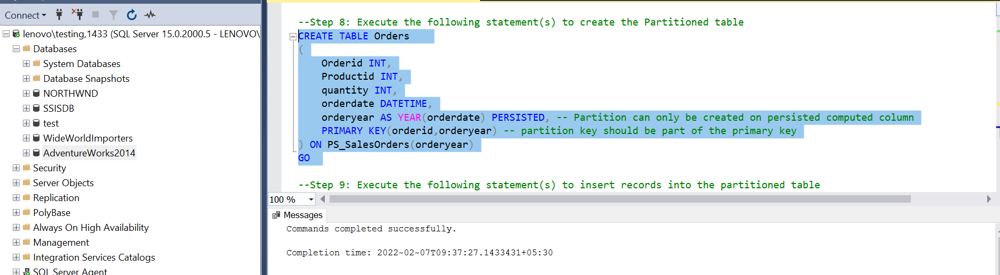 Connect
lenovo\testing,1433 (SQL Server 15.0.2000.5 - LENOVO\
Databases
System Databases
Database Snapshots
NORTHWND
SSISDB
test
WideWorldImporters
AdventureWorks2014
Security
Server Objects
Replication
PolyBase
Always On High Availability
Management
Integration Services Catalogs
SQL Server Agent
--Step 8: Execute the following statement(s) to create the Partitioned table
CREATE TABLE Orders
(
Orderid INT,
Productid INT,
quantity INT,
orderdate DATETIME,
orderyear AS YEAR(orderdate) PERSISTED, -- Partition can only be created on persisted computed column
PRIMARY KEY(orderid,orderyear) -- partition key should be part of the primary key
) ON PS_SalesOrders(orderyear)
GO
--Step 9: Execute the following statement(s) to insert records into the partitioned table
100 %
Messages
Commands completed successfully.
Completion time: 2022-02-07T09:37:27.1433431+05:30